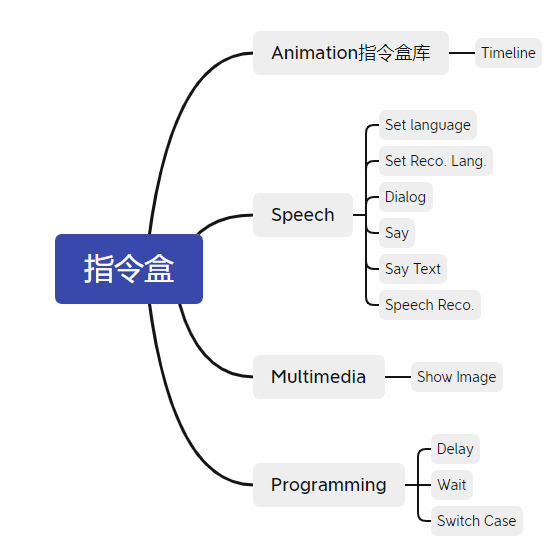 指令盒
Animation指令盒库
Timeline
Speech
Set language
Set Reco. Lang.
Dialog
Say
Say Text
Speech Reco.
Multimedia
Show Image
Programming
Delay
Wait
Switch Case